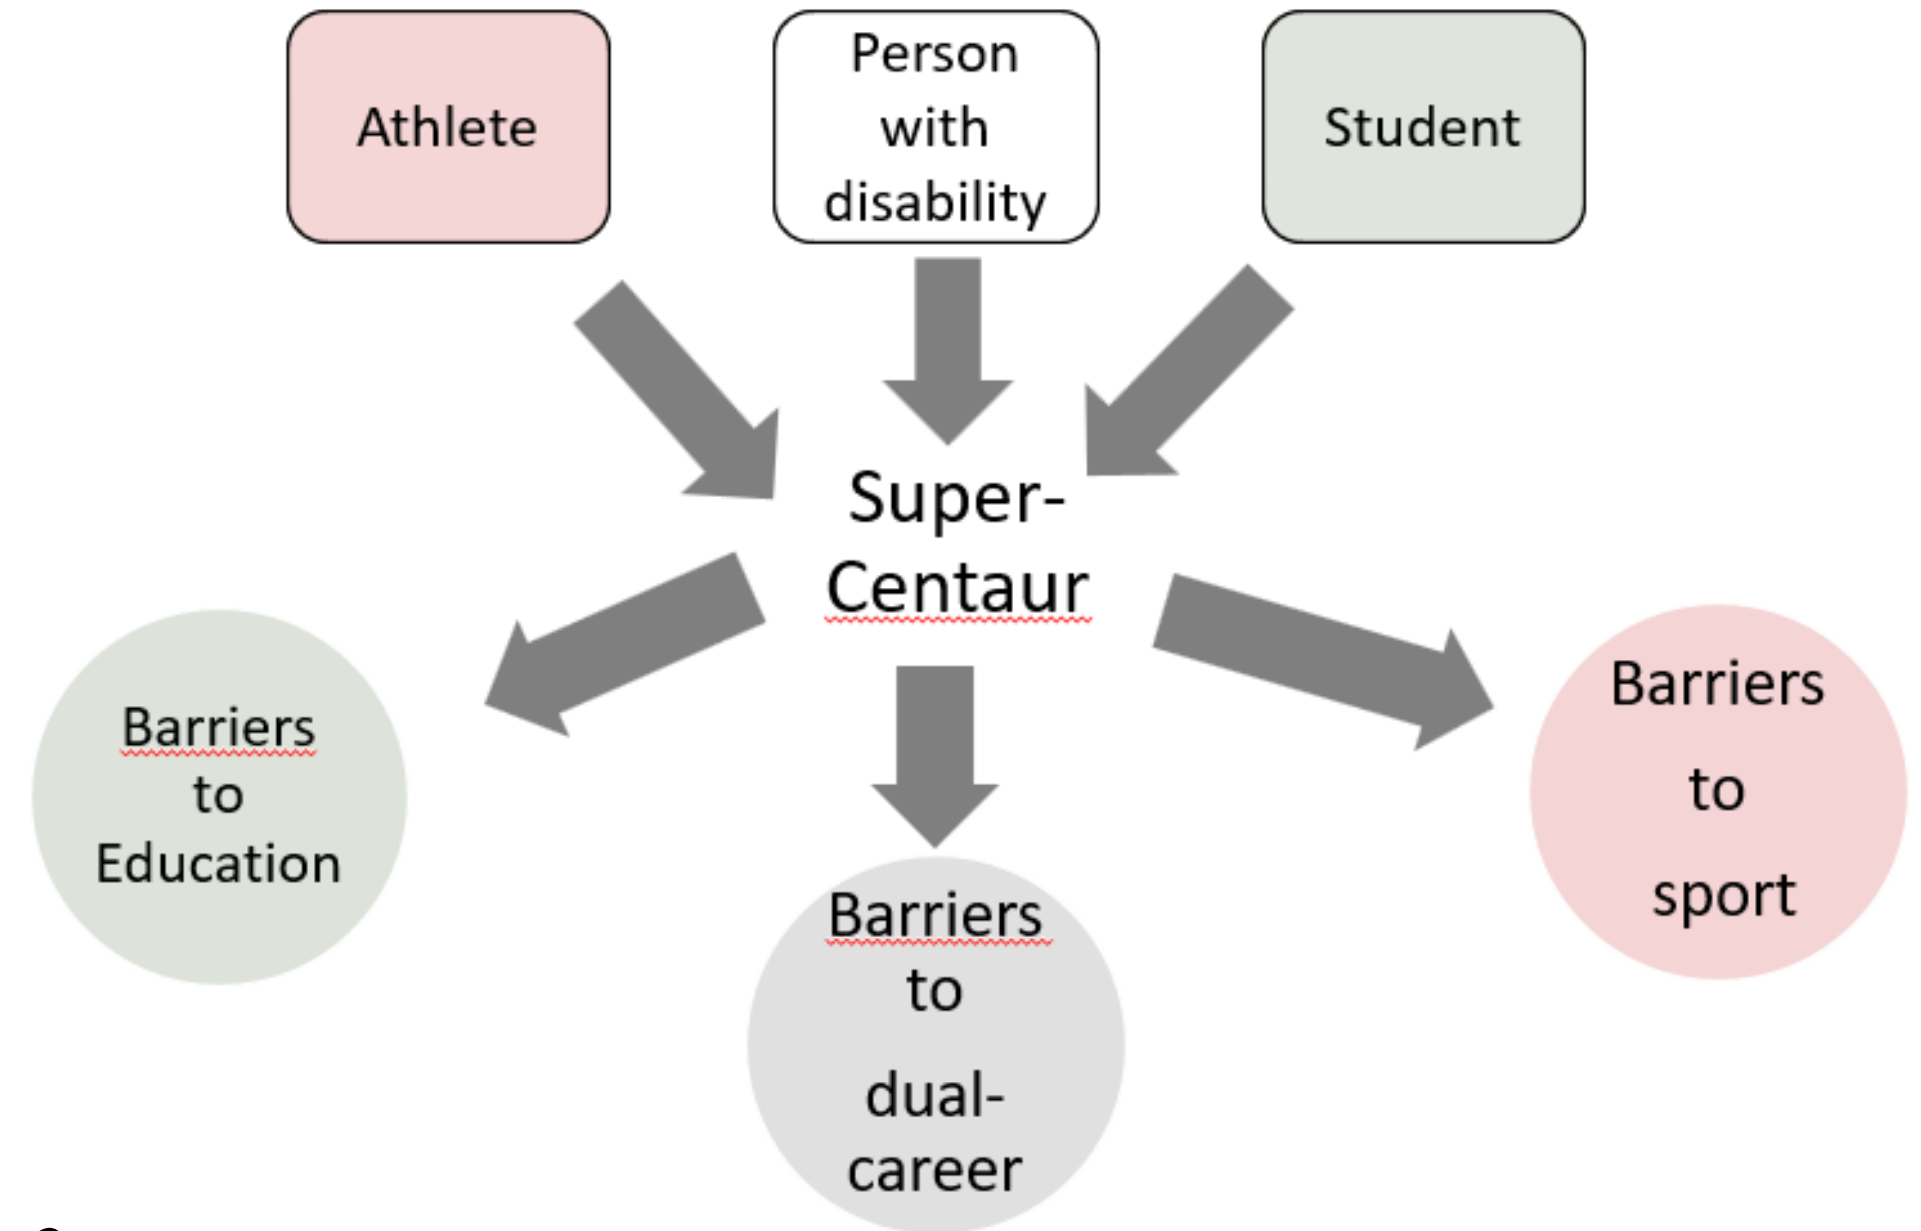 Athlete
Person
with
disability
Student
Super-
Centaur
Barriers
to
Education
Barriers
to
dual-
career
Barriers
to
sport